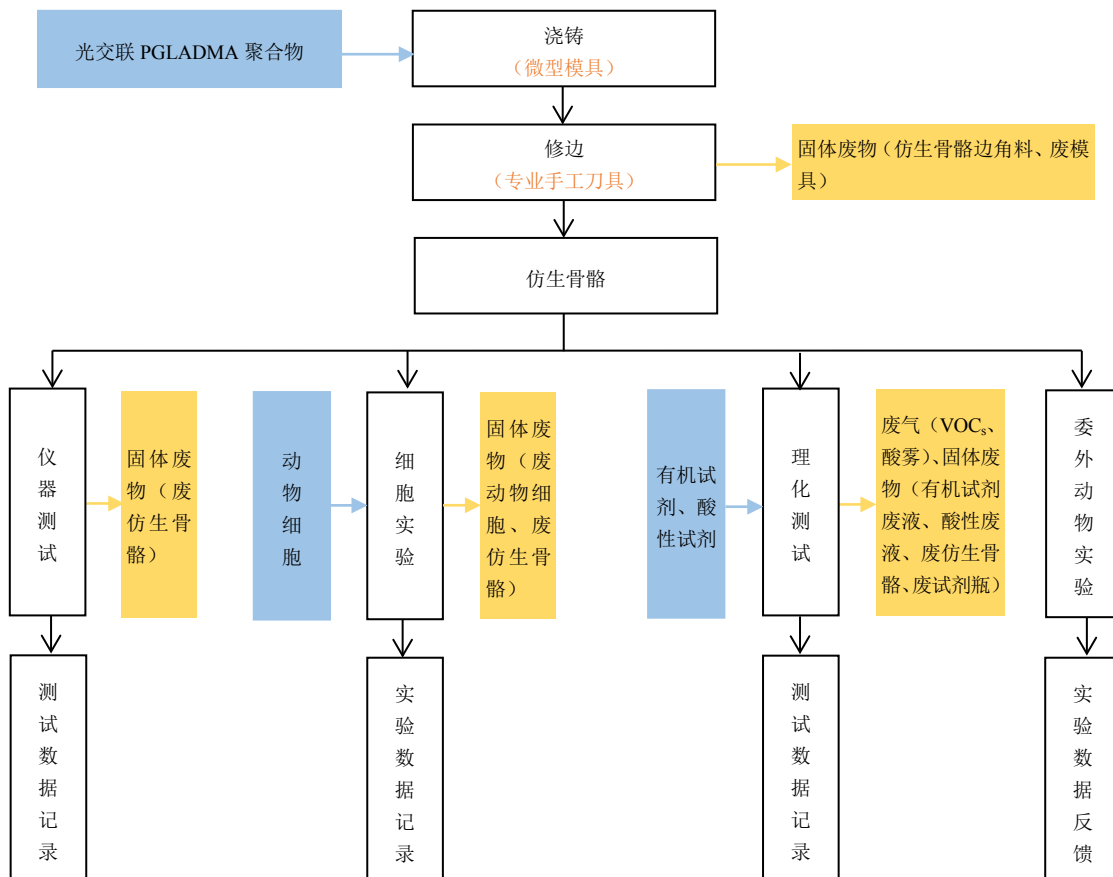 光交联 PGLADMA 聚合物
浇铸
（微型模具）
修边
（专业手工刀具）
固体废物（仿生骨骼边角料、废模
具）
仿生骨骼
仪
器
测
试
固体废
物（废
仿生骨
骼）
动
物
细
胞
细
胞
实
验
固体废
物（废
动物细
胞、废
仿生骨
骼）
有机试
剂、酸
性试剂
理
化
测
试
废气（VOCs、
酸雾）、固体废
物（有机试剂
废液、酸性废
液、废仿生骨
骼、废试剂瓶）
委
外
动
物
实
验
测
试
数
据
记
录
实
验
数
据
记
录
测
试
数
据
记
录
实
验
数
据
反
馈